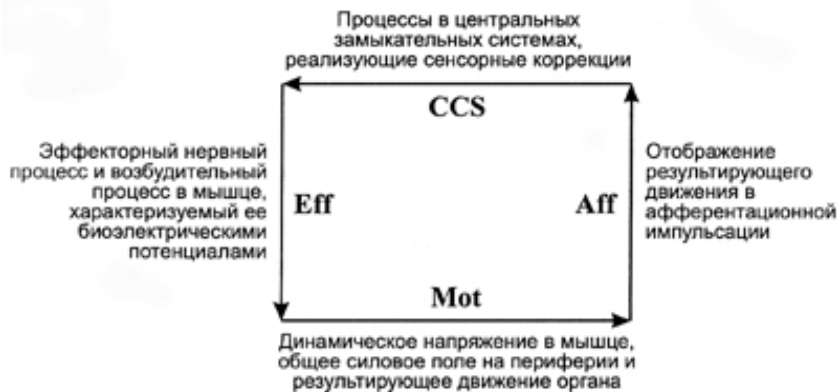 Процессы в центральных
замыкательных системах,
реализующие сенсорные коррекции
CCS
Эффекторный нервный
процесс и возбудительный
процесс в мышце,
характеризуемый ее
биоэлектрическими
потенциалами
Eff
Aff
Отображение
результирующего
движения в
афферентационной
импульсации
Mot
Динамическое напряжение в мышце,
общее силовое поле на периферии и
результирующее движение органа